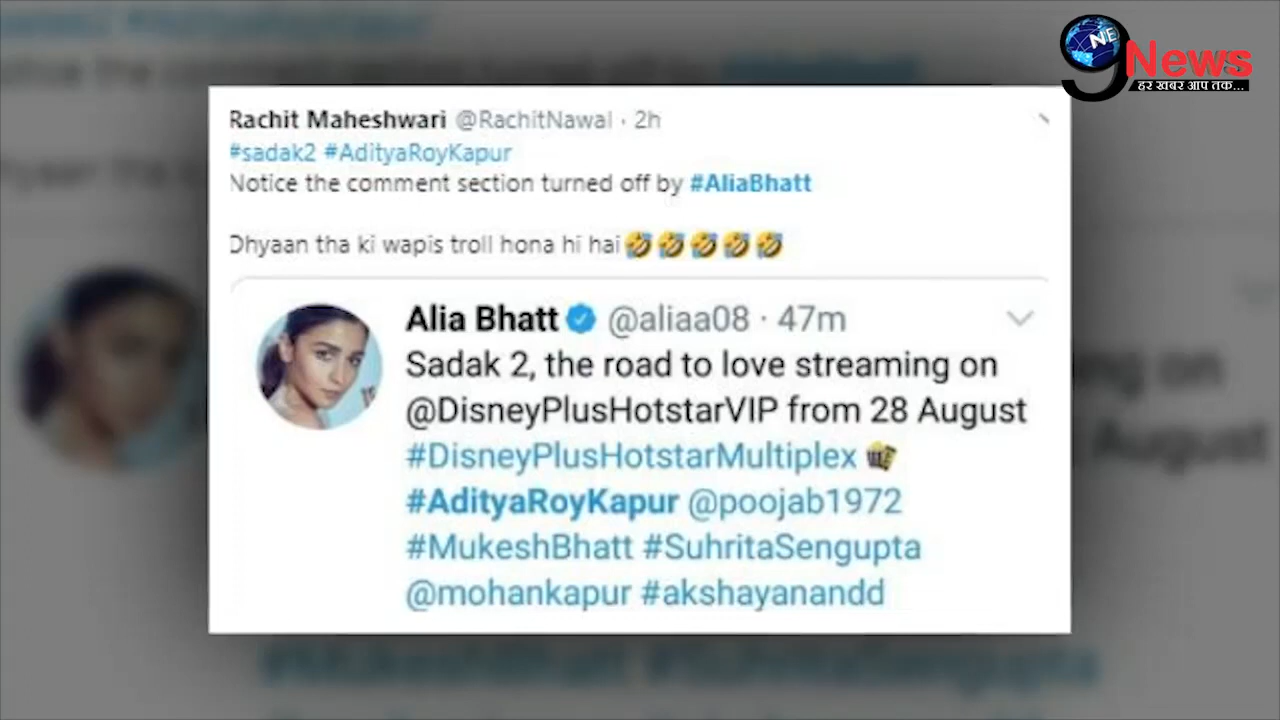 9 NE News
हर खबर आप तक...
Rachit Maheshwari @RachitNawal · 2h
#sadak2 #AdityaRoyKapur
Notice the comment section turned off by #AliaBhatt
Dhyaan tha ki wapis troll hona hi hai 🤣🤣🤣🤣🤣
Alia Bhatt @aliaa08 · 47m
Sadak 2, the road to love streaming on
@DisneyPlusHotstarVIP from 28 August
#DisneyPlusHotstarMultiplex
#AdityaRoyKapur @poojab1972
#MukeshBhatt #SuhritaSengupta
@mohankapur #akshayanandd